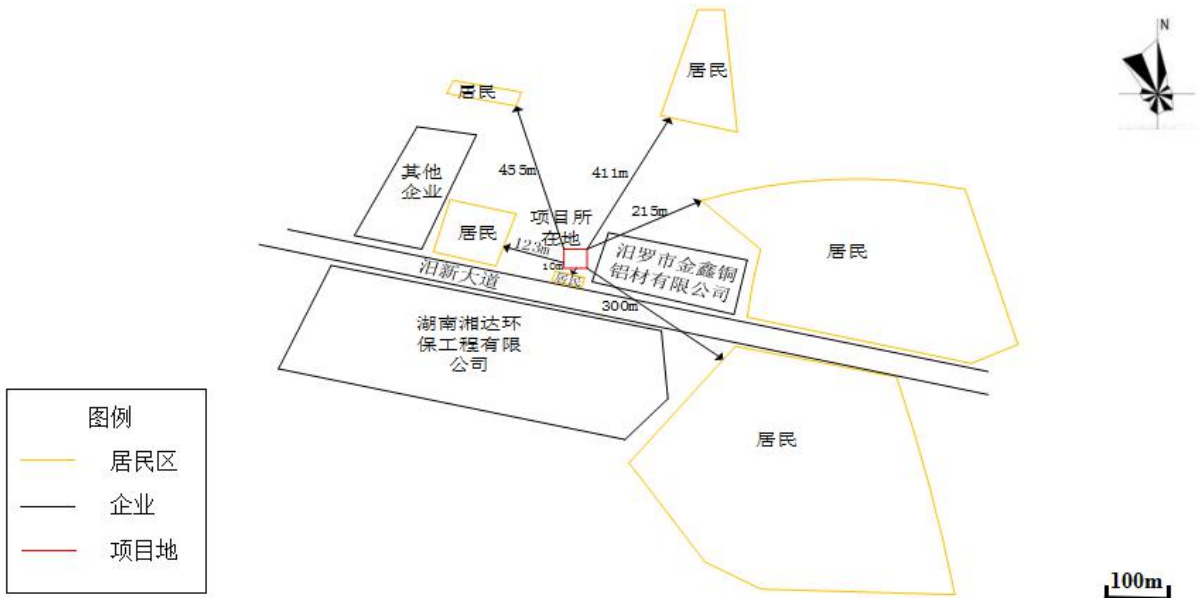 N
居民
居民
其他
企业
455m
411m
项目所
在地
215m
居民
123m
居民
10m
居民
汨罗市金鑫铜
铝材有限公司
汨新大道
300m
湖南湘达环
保工程有限
公司
居民
图例
居民区
企业
项目地
100m